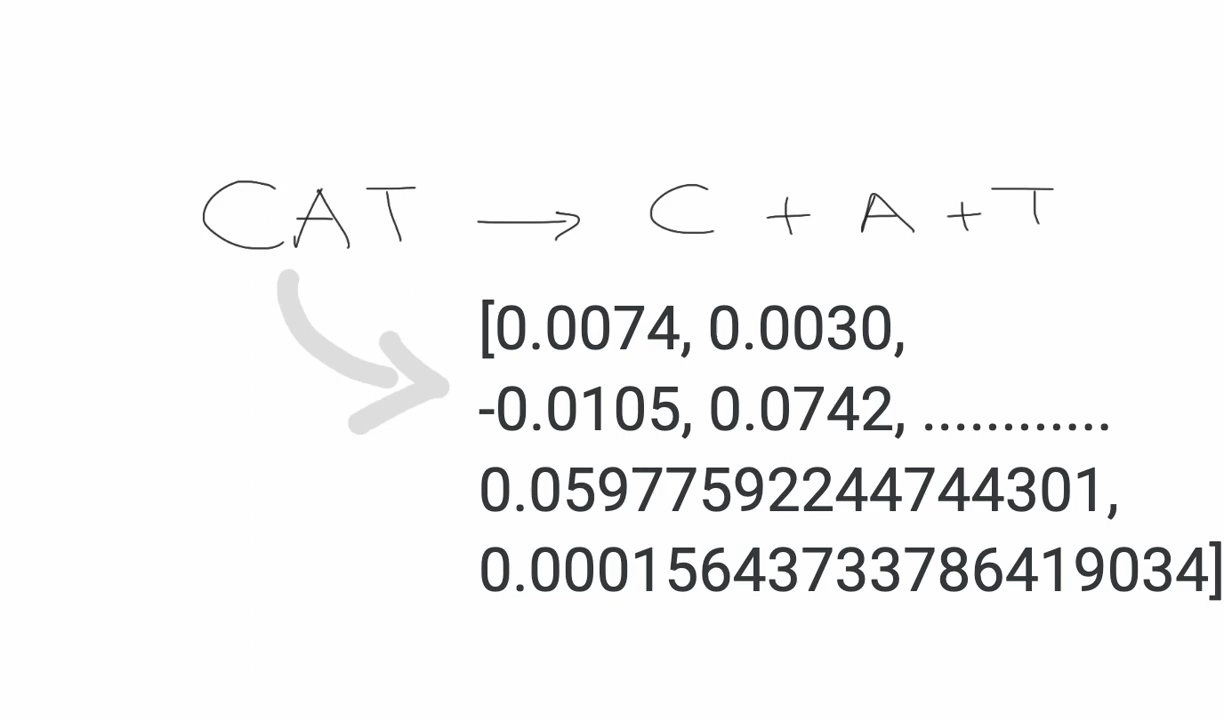 CAT → C + A + T
[0.0074, 0.0030,
-0.0105, 0.0742, ............
0.05977592244744301,
0.00015643733786419034]